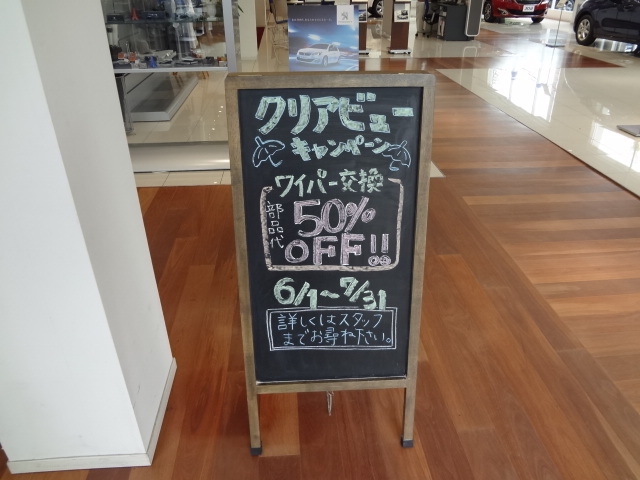 クリアビュー
キャンペーン
ワイパー交換
部品代
50%
OFF!!
6/1〜7/31
詳しくはスタッフ
までお尋ね下さい。